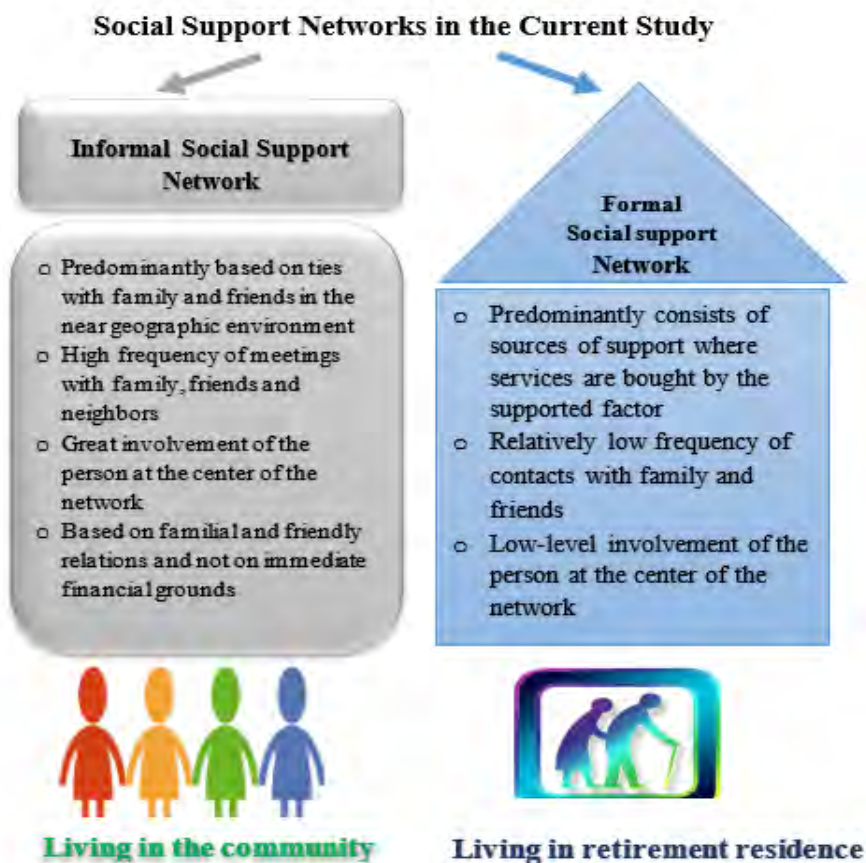 Social Support Networks in the Current Study
Informal Social Support
Network
o Predominantly based on ties
with family and friends in the
near geographic environment
o High frequency of meetings
with family, friends and
neighbors
o Great involvement of the
person at the center of the
network
o Based on familial and friendly
relations and not on immediate
financial grounds
Living in the community
Formal
Social support
Network
o Predominantly consists of
sources of support where
services are bought by the
supported factor
o Relatively low frequency of
contacts with family and
friends
o Low-level involvement of the
person at the center of the
network
Living in retirement residence